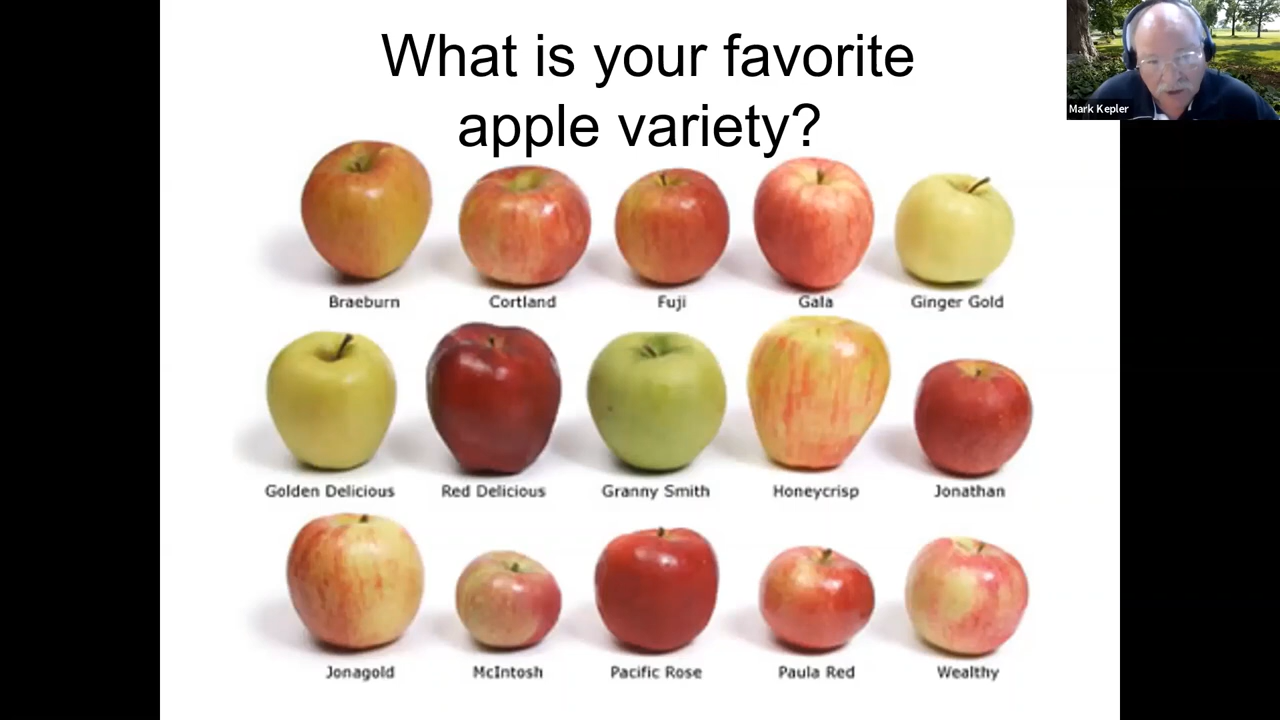 What is your favorite
apple variety?
Mark Kepler
Braeburn Cortland Fuji Gala Ginger Gold
Golden Delicious Red Delicious Granny Smith Honeycrisp Jonathan
Jonagold McIntosh Pacific Rose Paula Red Wealthy